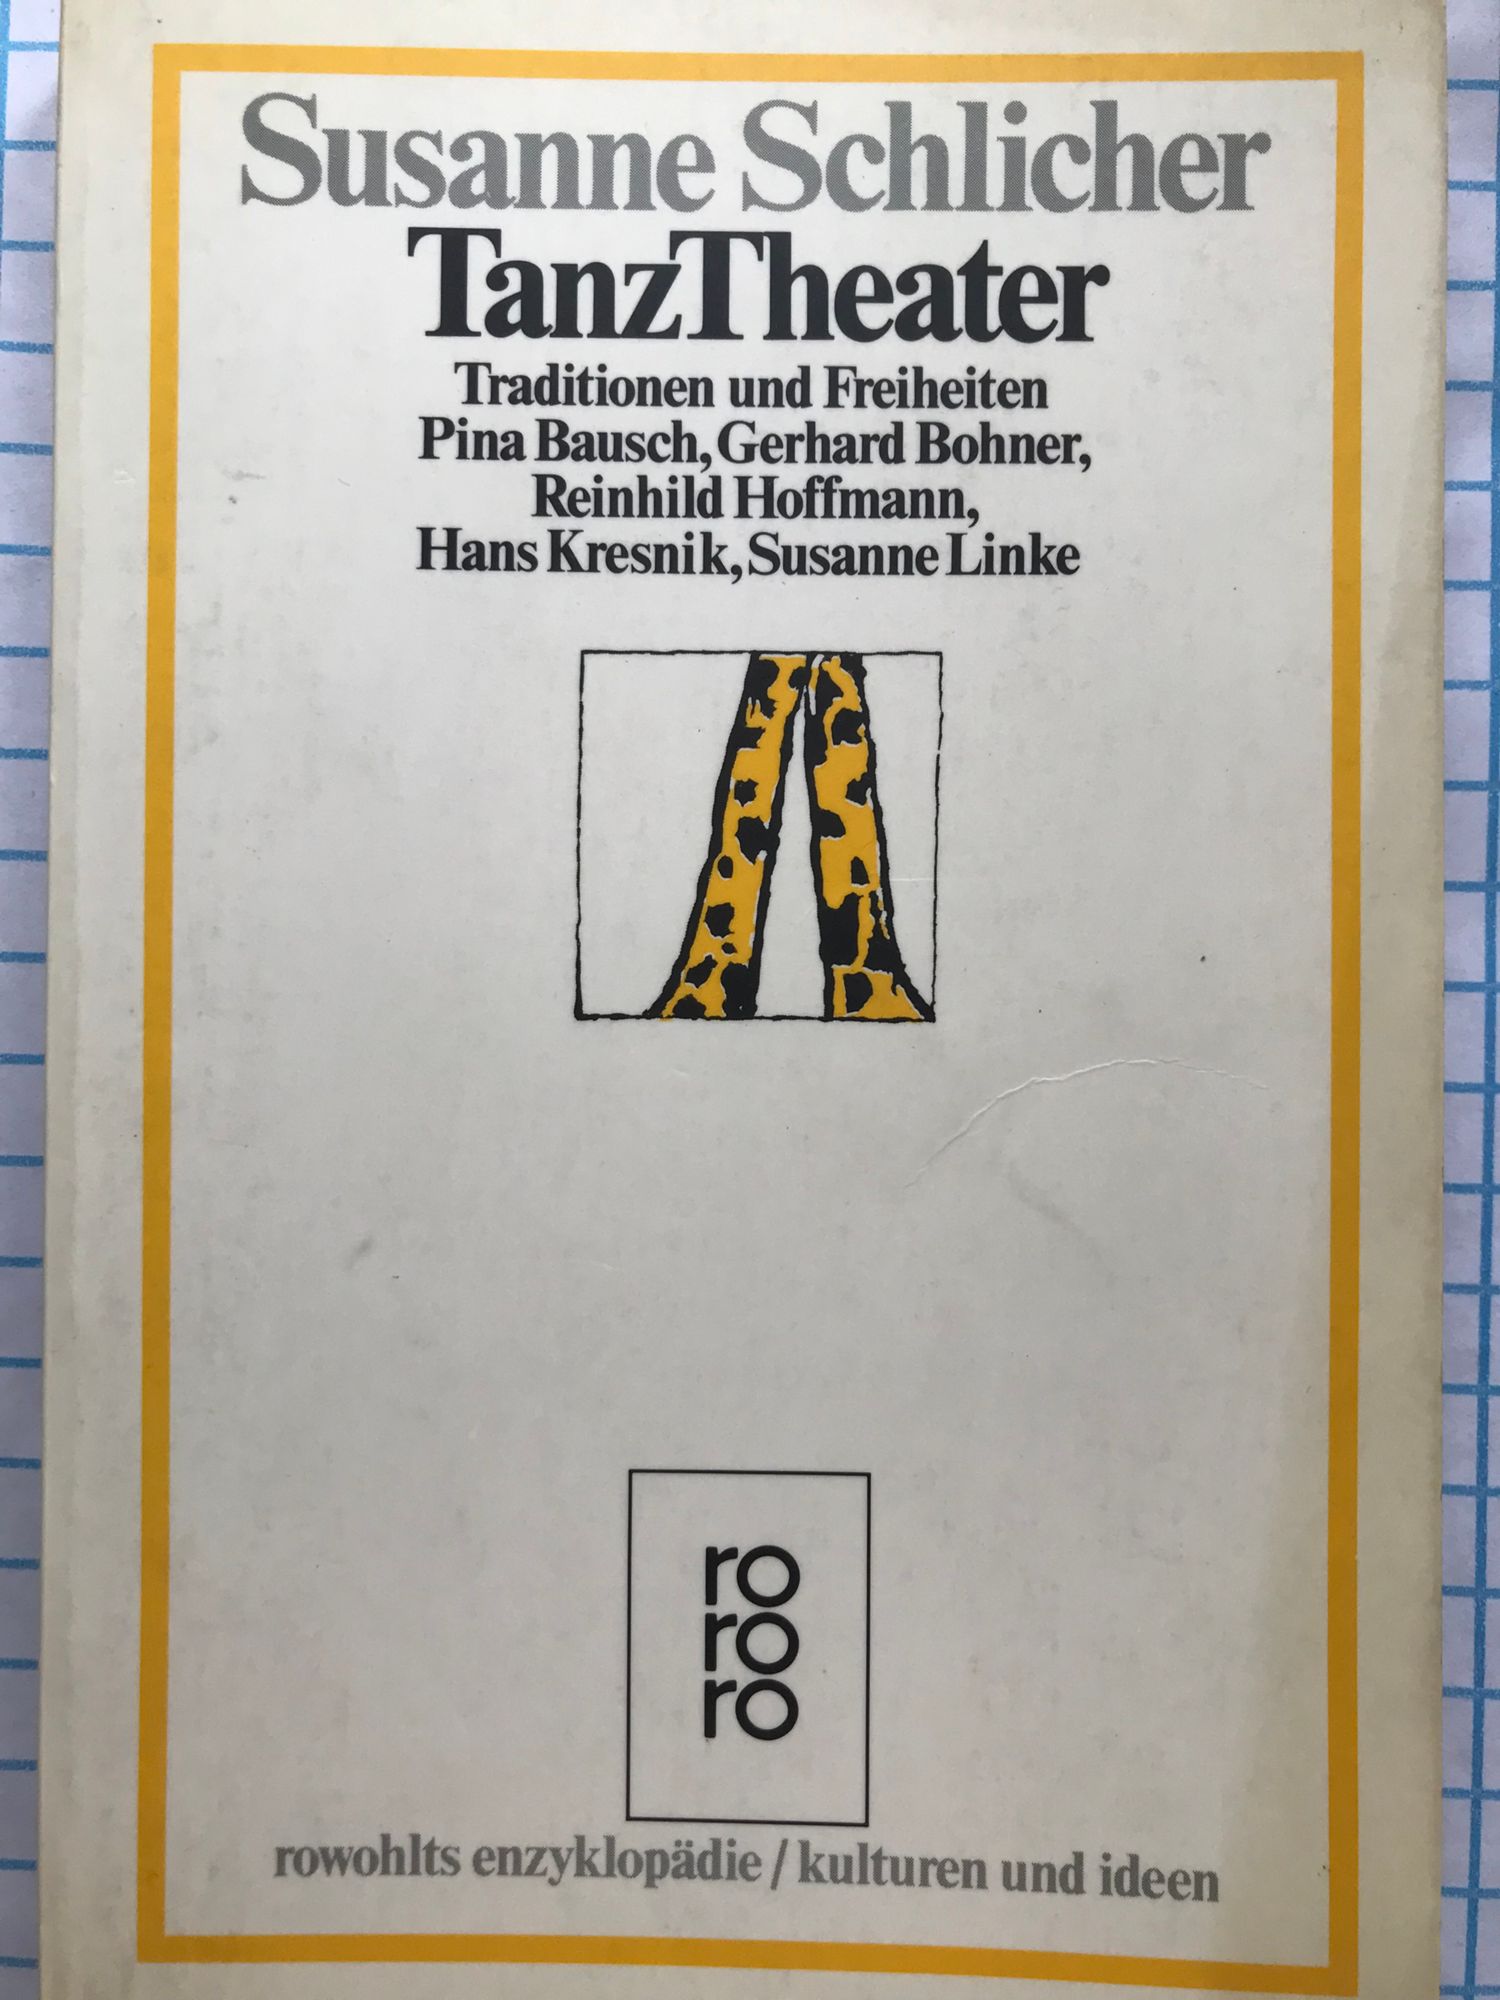 Susanne Schlicher
TanzTheater
Traditionen und Freiheiten
Pina Bausch, Gerhard Bohner,
Reinhild Hoffmann,
Hans Kresnik, Susanne Linke
ro
ro
ro
rowohlts enzyklopädie / kulturen und ideen